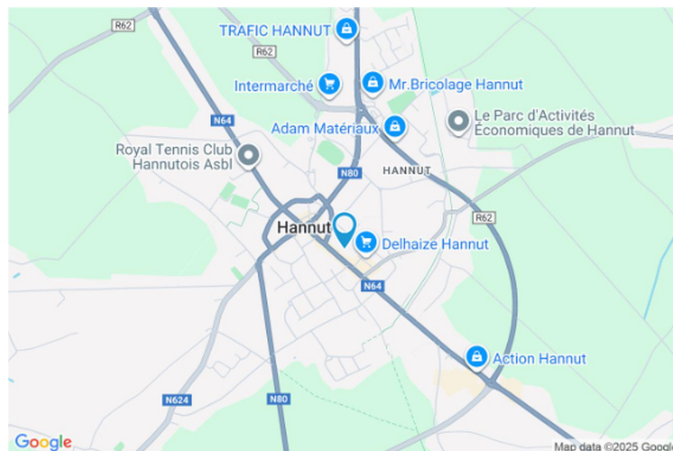 R62
TRAFIC HANNUT
R62
Intermarché
Mr.Bricolage Hannut
N64
Adam Matériaux
Le Parc d'Activités
Économiques de Hannut
Royal Tennis Club
Hannutois Asbl
N80
HANNUT
R62
Hannut
Delhaize Hannut
N64
Action Hannut
N624
N80
Google
Map data ©2025 Google